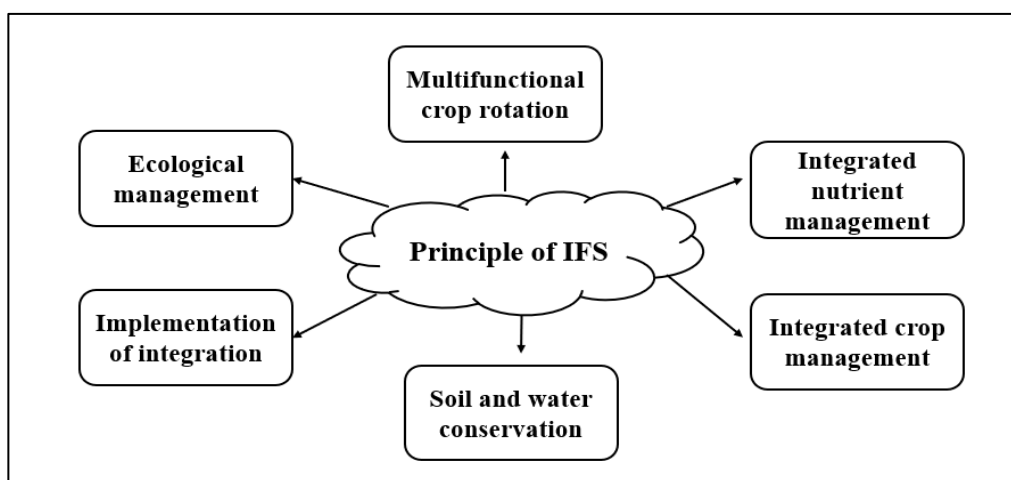 Multifunctional
crop rotation
Ecological
management
Integrated
nutrient
management
Principle of IFS
Implementation
of integration
Integrated crop
management
Soil and water
conservation